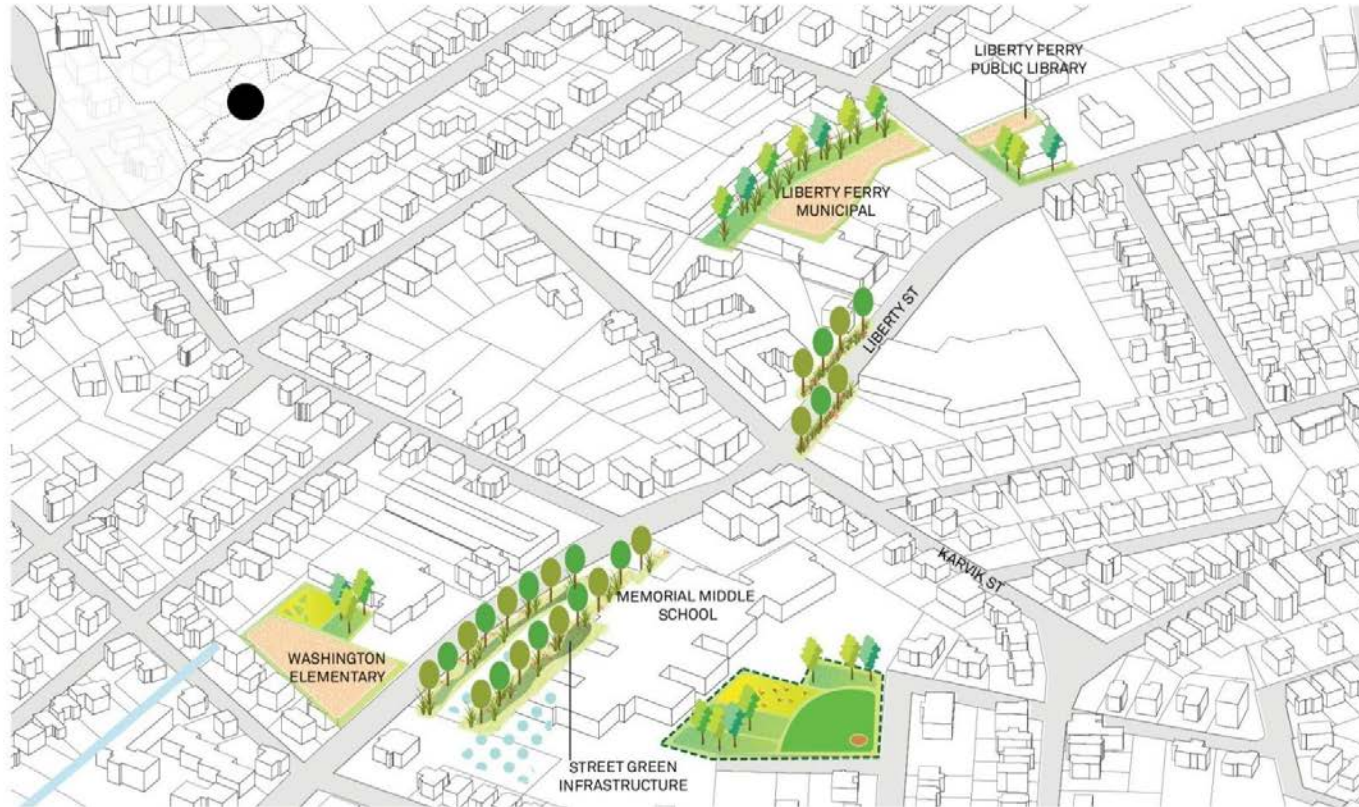 LIBERTY FERRY
PUBLIC LIBRARY
LIBERTY FERRY
MUNICIPAL
LIBERTY ST
KARVIK ST
MEMORIAL MIDDLE
SCHOOL
WASHINGTON
ELEMENTARY
STREET GREEN
INFRASTRUCTURE